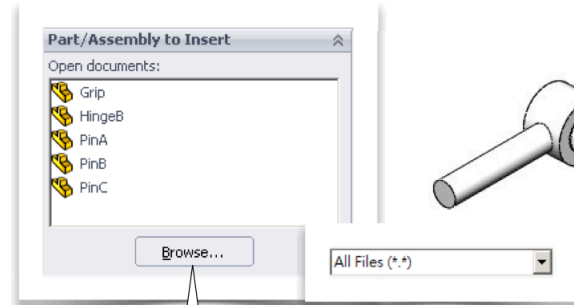 Part/Assembly to Insert
Open documents:
Grip
HingeB
PinA
PinB
PinC
Browse...
All Files (*.*)